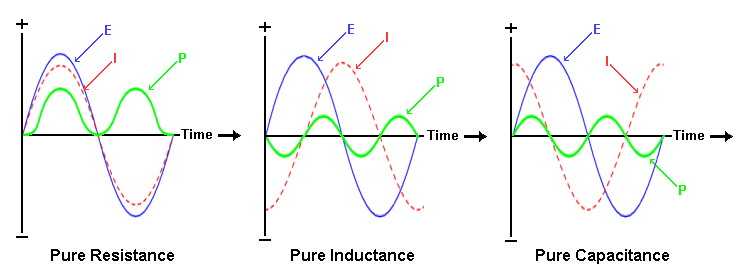 +
E
I
P
Time
−
Pure Resistance
+
E
I
P
Time
−
Pure Inductance
+
E
I
P
Time
−
Pure Capacitance